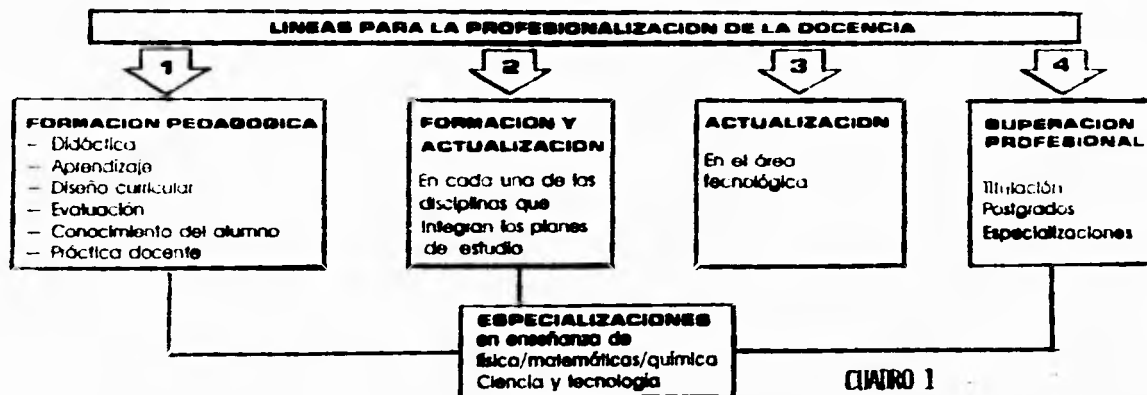 LINEAS PARA LA PROFESIONALIZACION DE LA DOCENCIA
1
2
3
4
FORMACION PEDAGOGICA
– Didáctica
– Aprendizaje
– Diseño curricular
– Evaluación
– Conocimiento del alumno
– Práctica docente
FORMACION Y
ACTUALIZACION
En cada una de las
disciplinas que
integran los planes
de estudio
ACTUALIZACION
En el área
tecnológica
SUPERACION
PROFESIONAL
Titulación
Postgrados
Especializaciones
ESPECIALIZACIONES
en enseñanza de
física/matemáticas/química
Ciencia y tecnología
CUADRO 1